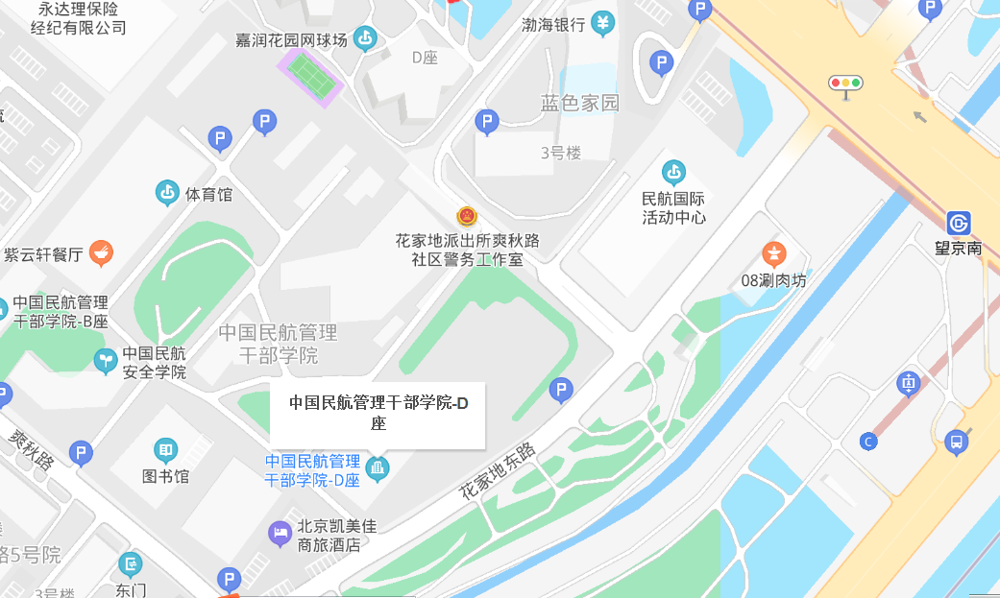 永达理保险
经纪有限公司
嘉润花园网球场
D座
渤海银行
P
P
P
蓝色家园
P
P
P
3号楼
体育馆
民航国际
活动中心
花家地派出所爽秋路
社区警务工作室
望京南
紫云轩餐厅
08涮肉坊
中国民航管理
干部学院-B座
中国民航管理
干部学院
中国民航
安全学院
P
P
中国民航管理干部学院-D
座
爽秋路
P
图书馆
中国民航管理
干部学院-D座
花家地东路
C
北京凯美佳
商旅酒店
路5号院
东门
P
3号楼